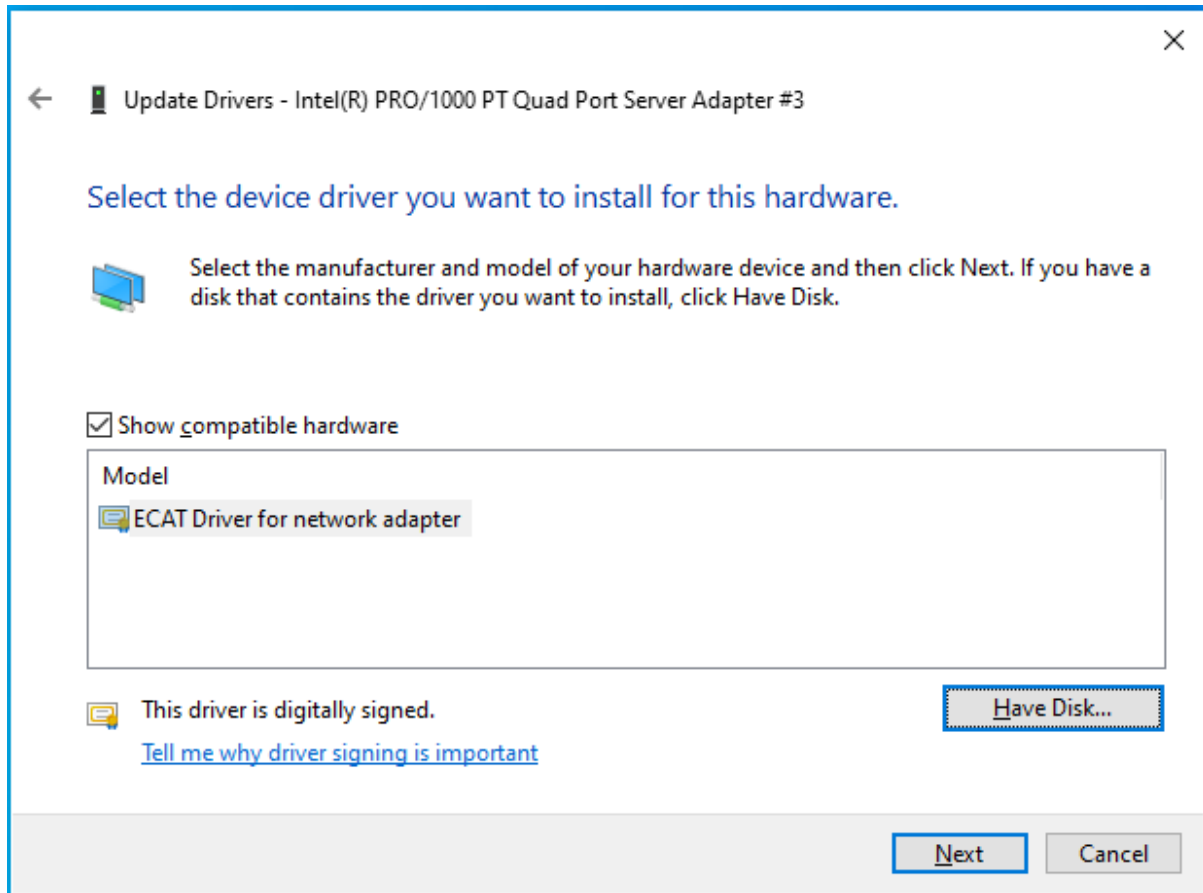 Update Drivers - Intel(R) PRO/1000 PT Quad Port Server Adapter #3
Select the device driver you want to install for this hardware.
Select the manufacturer and model of your hardware device and then click Next. If you have a
disk that contains the driver you want to install, click Have Disk.
Show compatible hardware
Model
ECAT Driver for network adapter
This driver is digitally signed.
Have Disk...
Tell me why driver signing is important
Next
Cancel